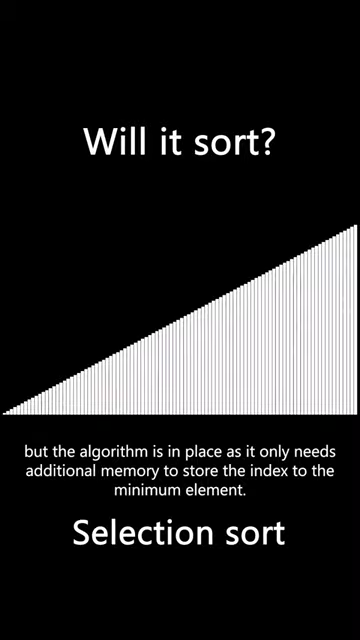 Will it sort?
but the algorithm is in place as it only needs
additional memory to store the index to the
minimum element.
Selection sort